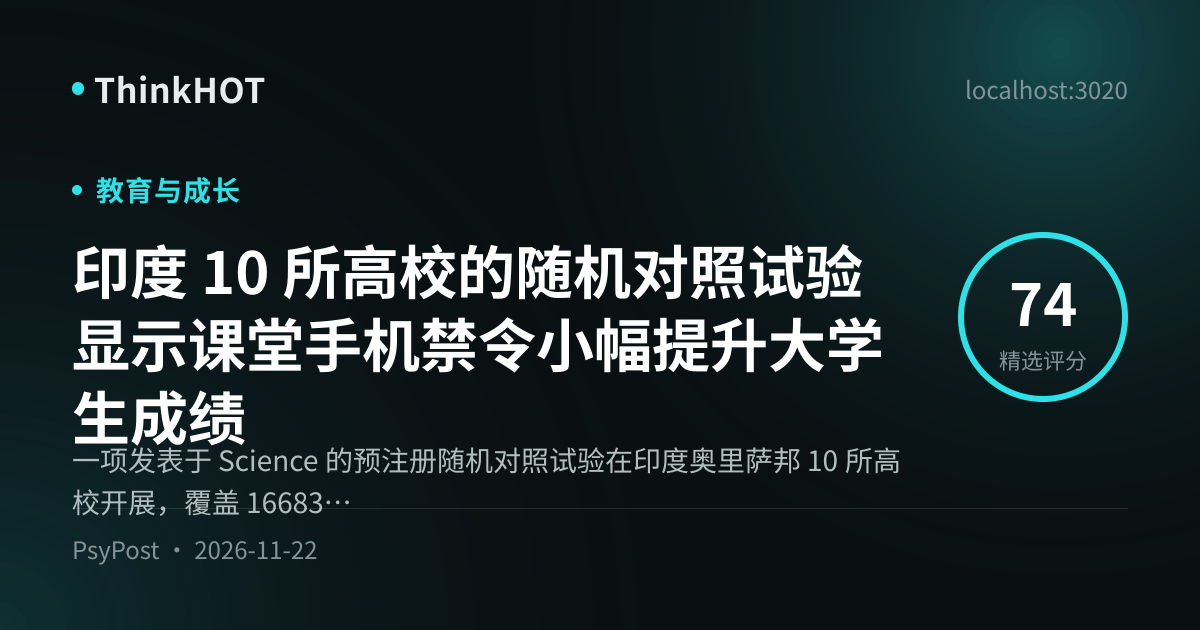 ThinkHOT
localhost:3020
教育与成长
印度 10 所高校的随机对照试验
显示课堂手机禁令小幅提升大学
生成绩
74
精选评分
一项发表于 Science 的预注册随机对照试验在印度奥里萨邦 10 所高
校开展，覆盖 16683…
PsyPost · 2026-11-22